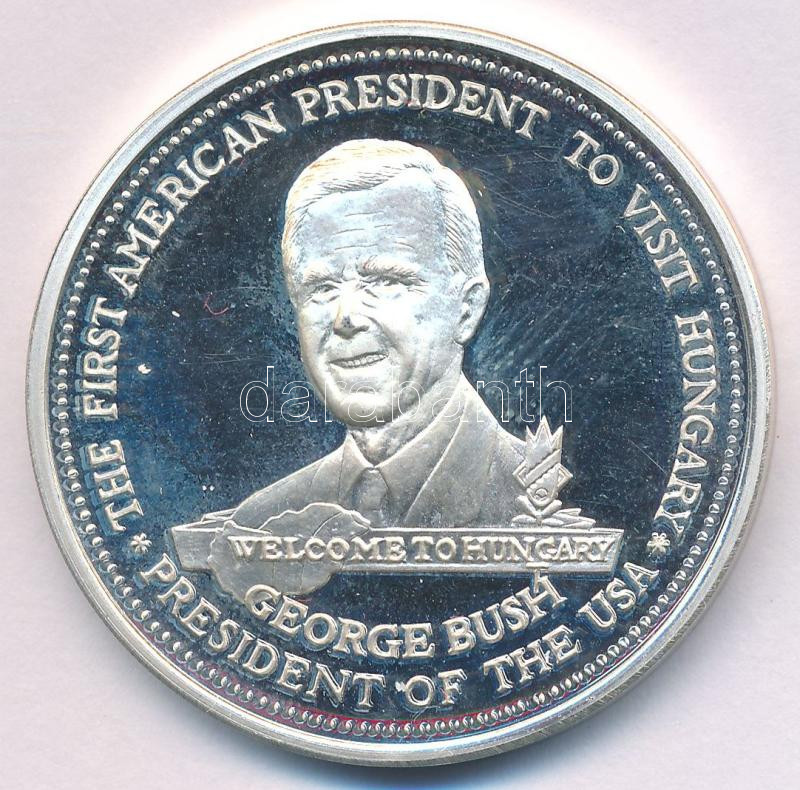 * THE FIRST AMERICAN PRESIDENT TO VISIT HUNGARY *
darabanth
WELCOME TO HUNGARY
GEORGE BUSH
PRESIDENT OF THE USA